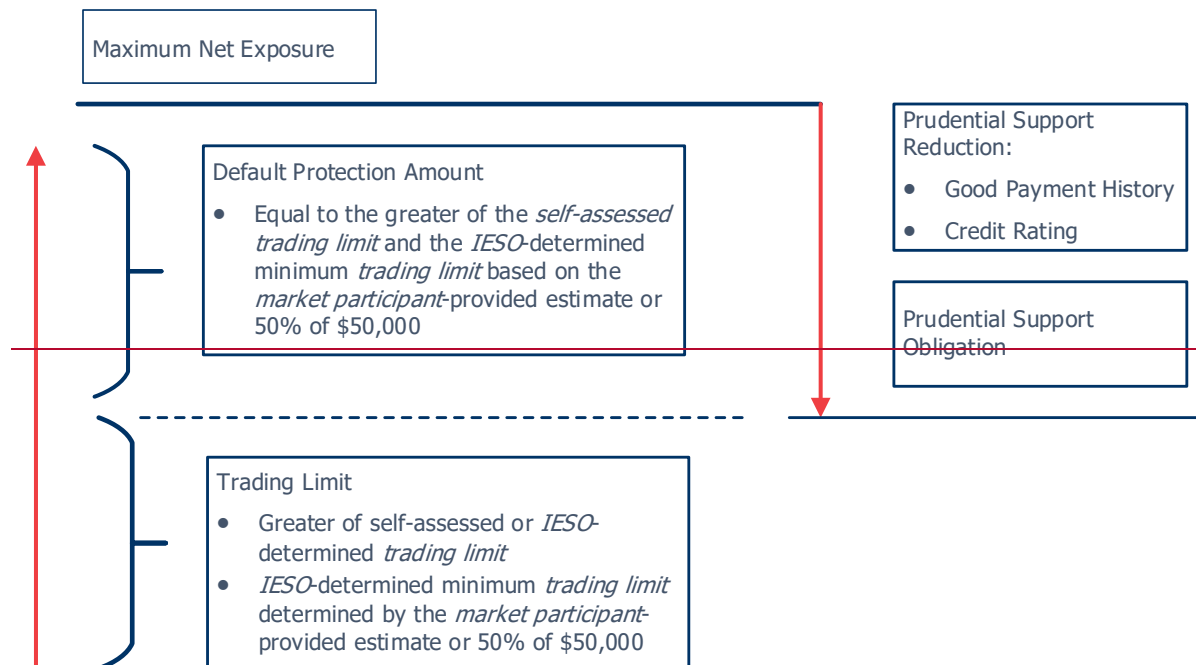 Maximum Net Exposure
Default Protection Amount
• Equal to the greater of the self-assessed
trading limit and the IESO-determined
minimum trading limit based on the
market participant-provided estimate or
50% of $50,000
Prudential Support
Reduction:
• Good Payment History
• Credit Rating
Prudential Support
Obligation
Trading Limit
• Greater of self-assessed or IESO-
determined trading limit
• IESO-determined minimum trading limit
determined by the market participant-
provided estimate or 50% of $50,000